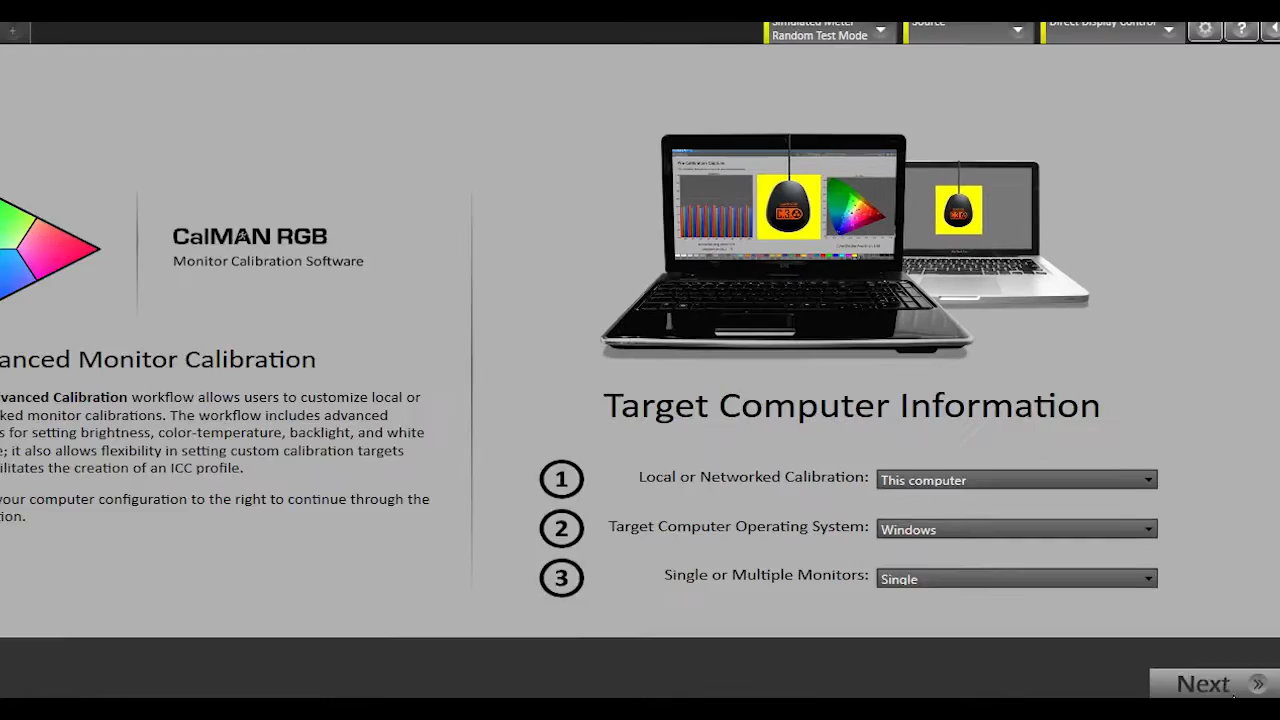 Simulated Meter
Random Test Mode
Source
Direct Display Control
CalMAN RGB
Monitor Calibration Software
anced Monitor Calibration
vanced Calibration workflow allows users to customize local or
ked monitor calibrations. The workflow includes advanced
s for setting brightness, color-temperature, backlight, and white
e; it also allows flexibility in setting custom calibration targets
ilitates the creation of an ICC profile.
your computer configuration to the right to continue through the
ion.
Target Computer Information
1 Local or Networked Calibration: This computer
2 Target Computer Operating System: Windows
3 Single or Multiple Monitors: Single
Next